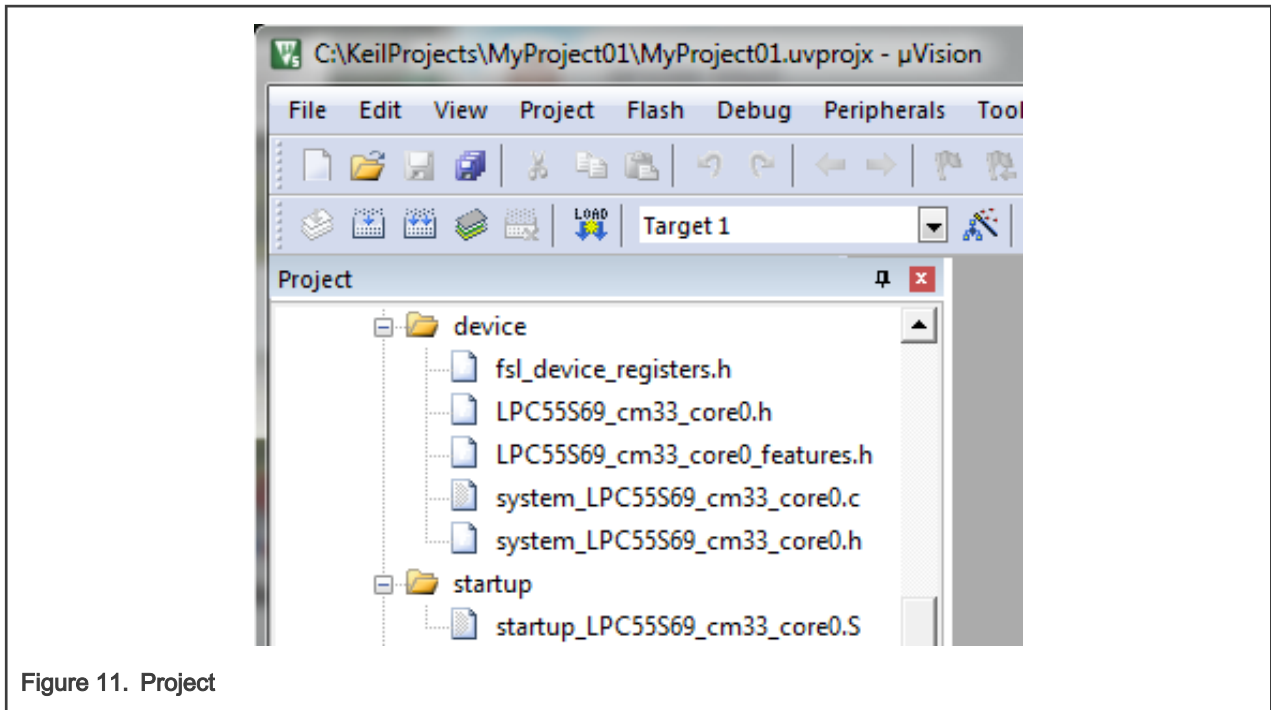 C:\KeilProjects\MyProject01\MyProject01.uvprojx - µVision
File Edit View Project Flash Debug Peripherals Tool
LOAD Target 1
Project
device
fsl_device_registers.h
LPC55S69_cm33_core0.h
LPC55S69_cm33_core0_features.h
system_LPC55S69_cm33_core0.c
system_LPC55S69_cm33_core0.h
startup
startup_LPC55S69_cm33_core0.S
Figure 11. Project